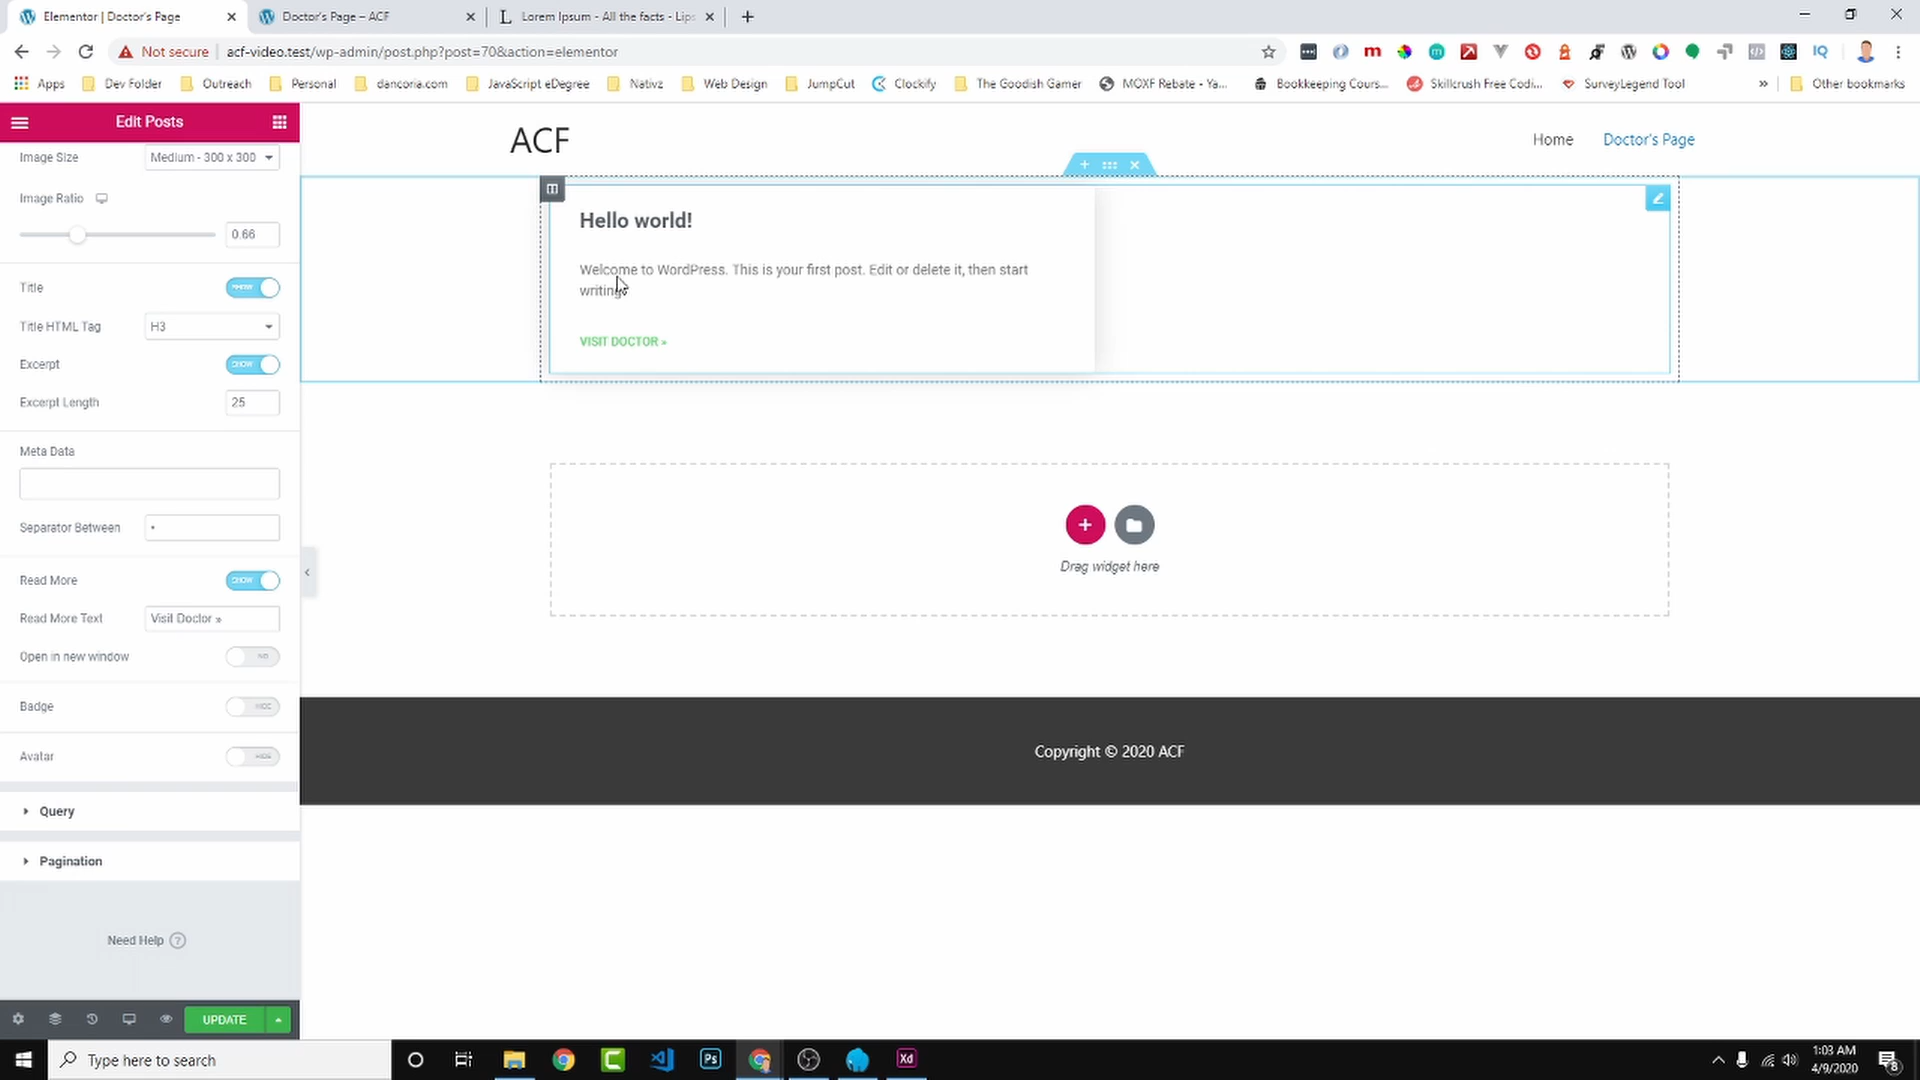 Elementor | Doctor's Page
Doctor's Page – ACF
Lorem Ipsum - All the facts - Lips
Not secure
acf-video.test/wp-admin/post.php?post=70&action=elementor
Apps
Dev Folder
Outreach
Personal
dancoria.com
JavaScript eDegree
Nativz
Web Design
JumpCut
Clockify
The Goodish Gamer
MOXF Rebate - Ya...
Bookkeeping Cours...
Skillcrush Free Codi...
SurveyLegend Tool
»
Other bookmarks
Edit Posts
Image Size
Medium - 300 x 300
Image Ratio
0.66
Title
SHOW
Title HTML Tag
H3
Excerpt
SHOW
Excerpt Length
25
Meta Data
Separator Between
•
Read More
SHOW
Read More Text
Visit Doctor »
Open in new window
NO
Badge
HIDE
Avatar
HIDE
Query
Pagination
Need Help ?
UPDATE
ACF
Home
Doctor's Page
Hello world!
Welcome to WordPress. This is your first post. Edit or delete it, then start
writing!
VISIT DOCTOR »
Drag widget here
Copyright © 2020 ACF
Type here to search
Ps
Xd
1:03 AM
4/9/2020
8